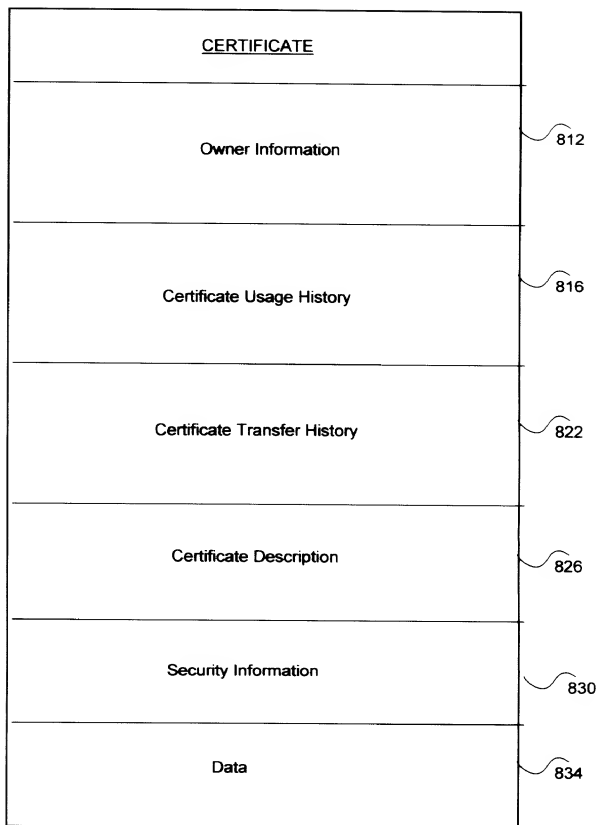 CERTIFICATE
Owner Information
812
Certificate Usage History
816
Certificate Transfer History
822
Certificate Description
826
Security Information
830
Data
834